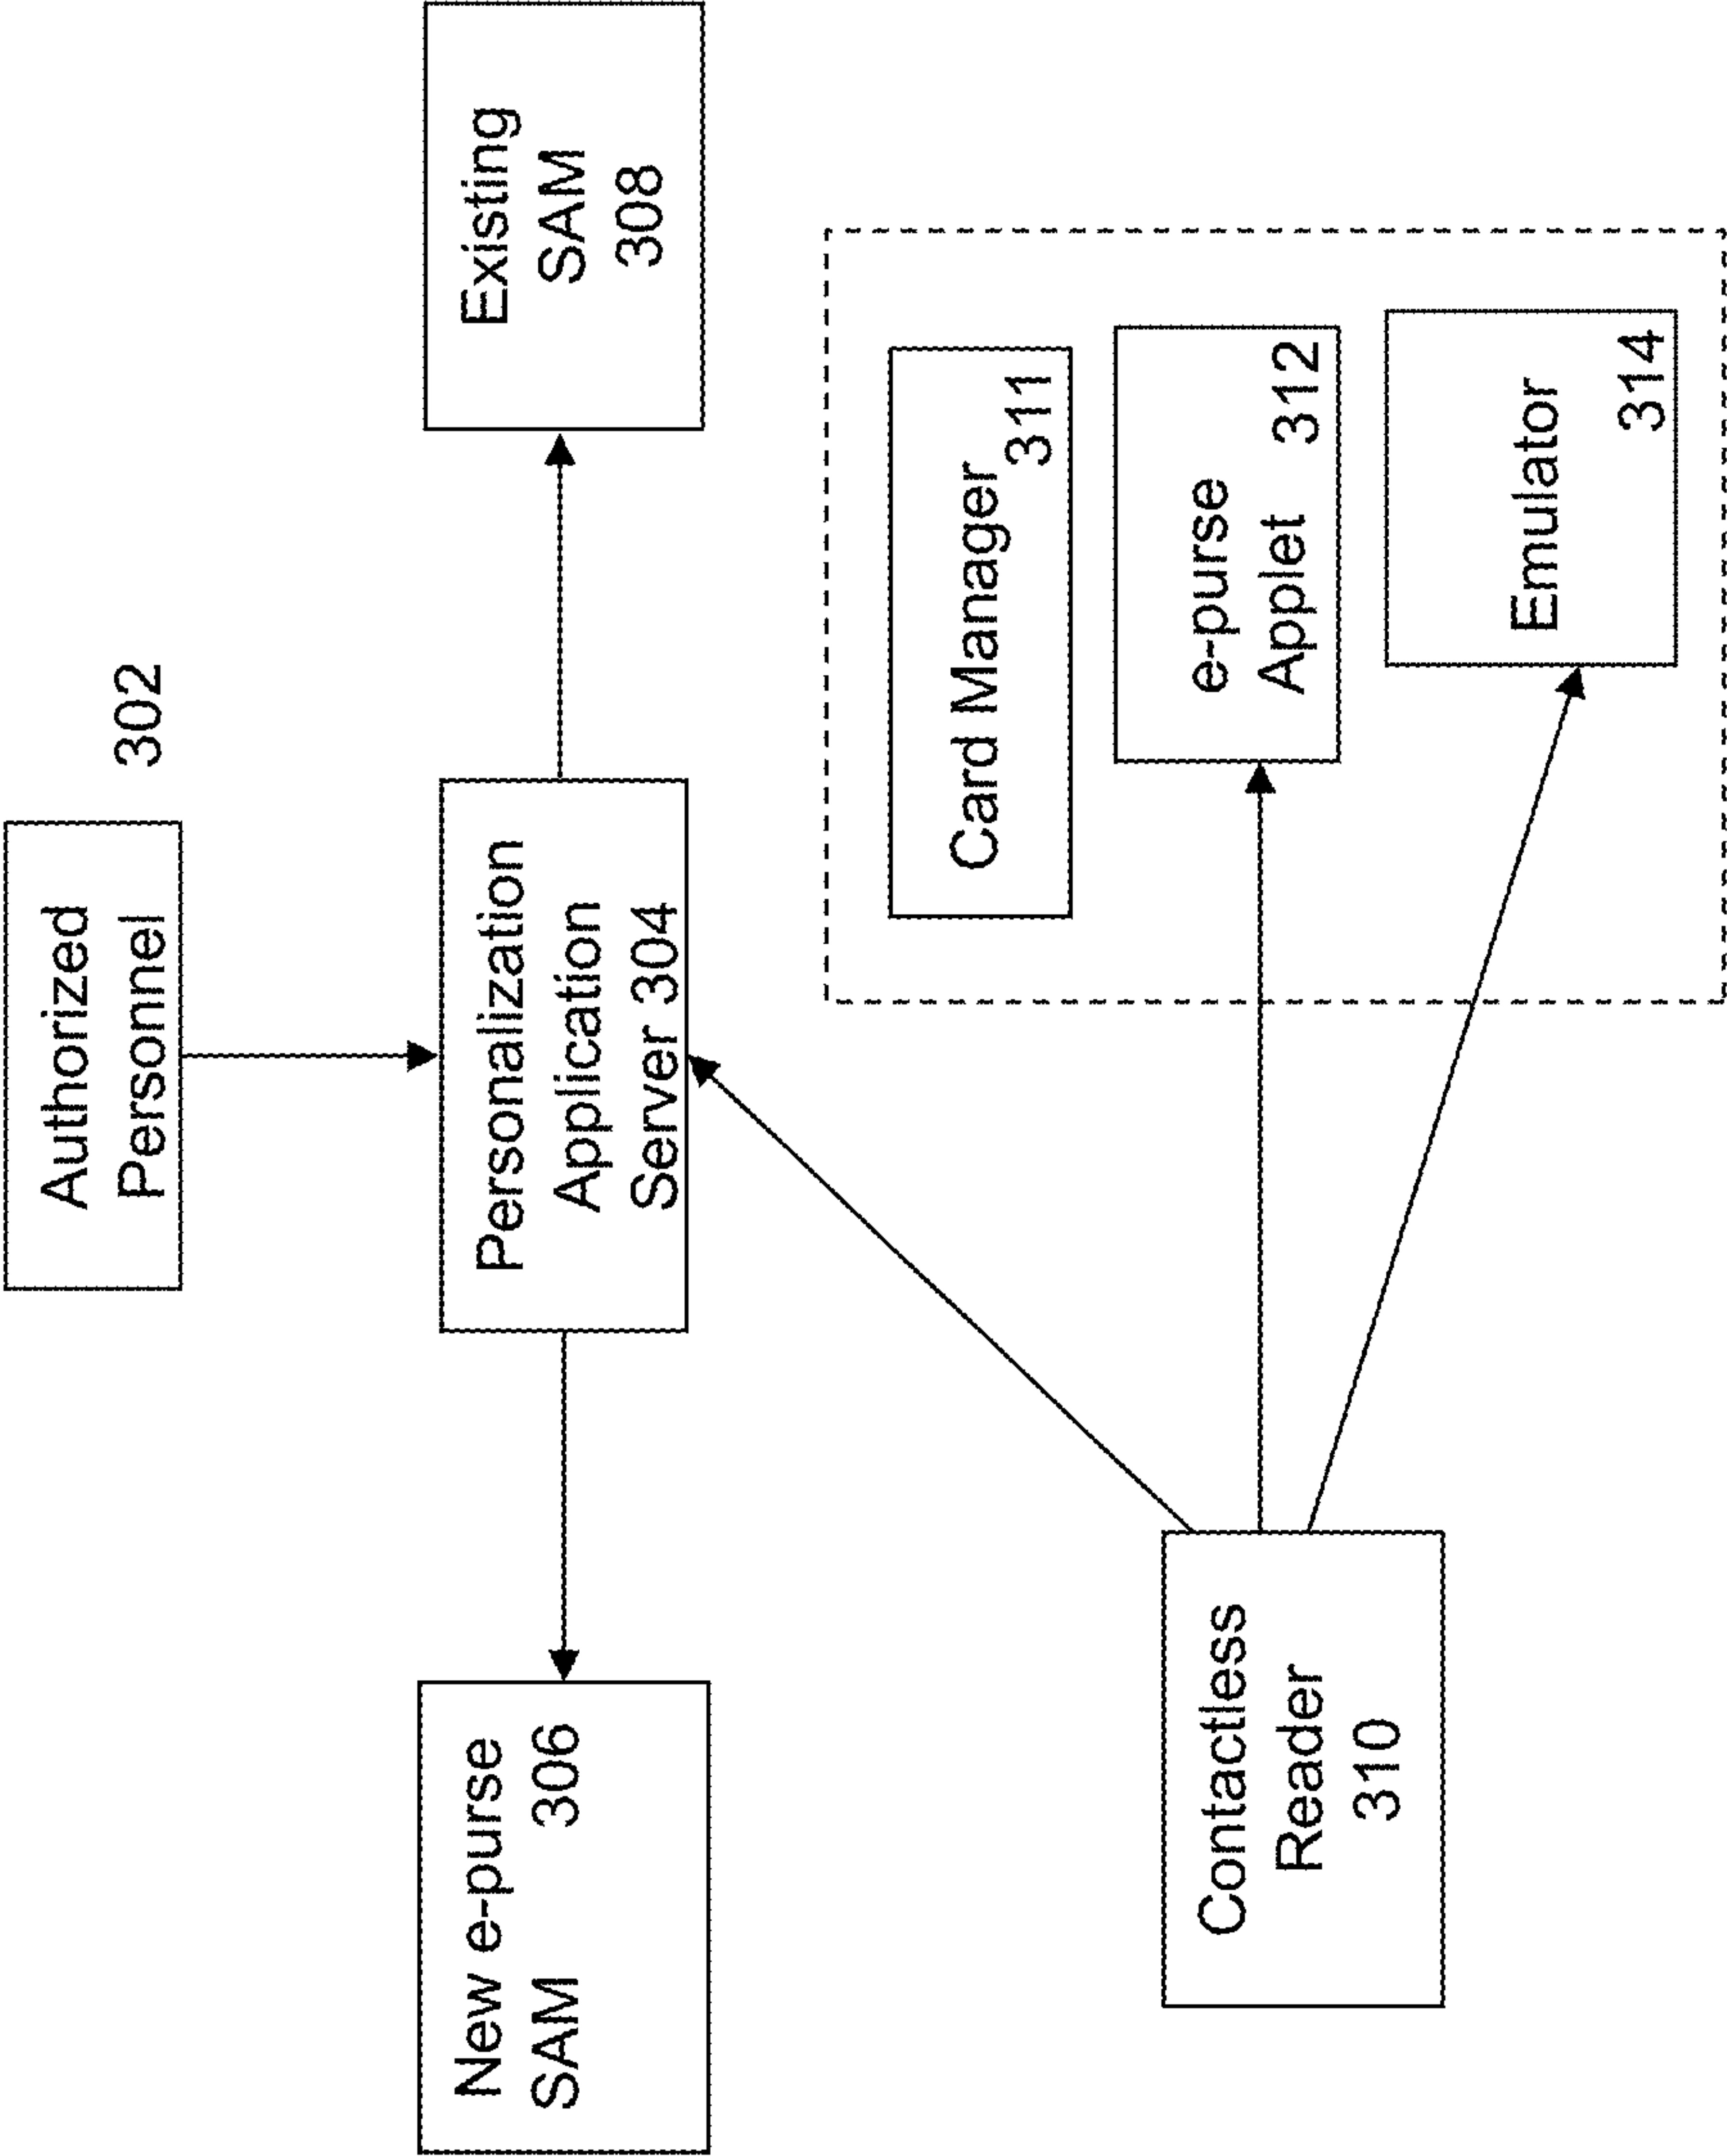 Authorized
Personnel
302
New e-purse
SAM 306
Personalization
Application
Server 304
Existing
SAM
308
Card Manager
311
e-purse
Applet 312
Emulator
314
Contactless
Reader
310